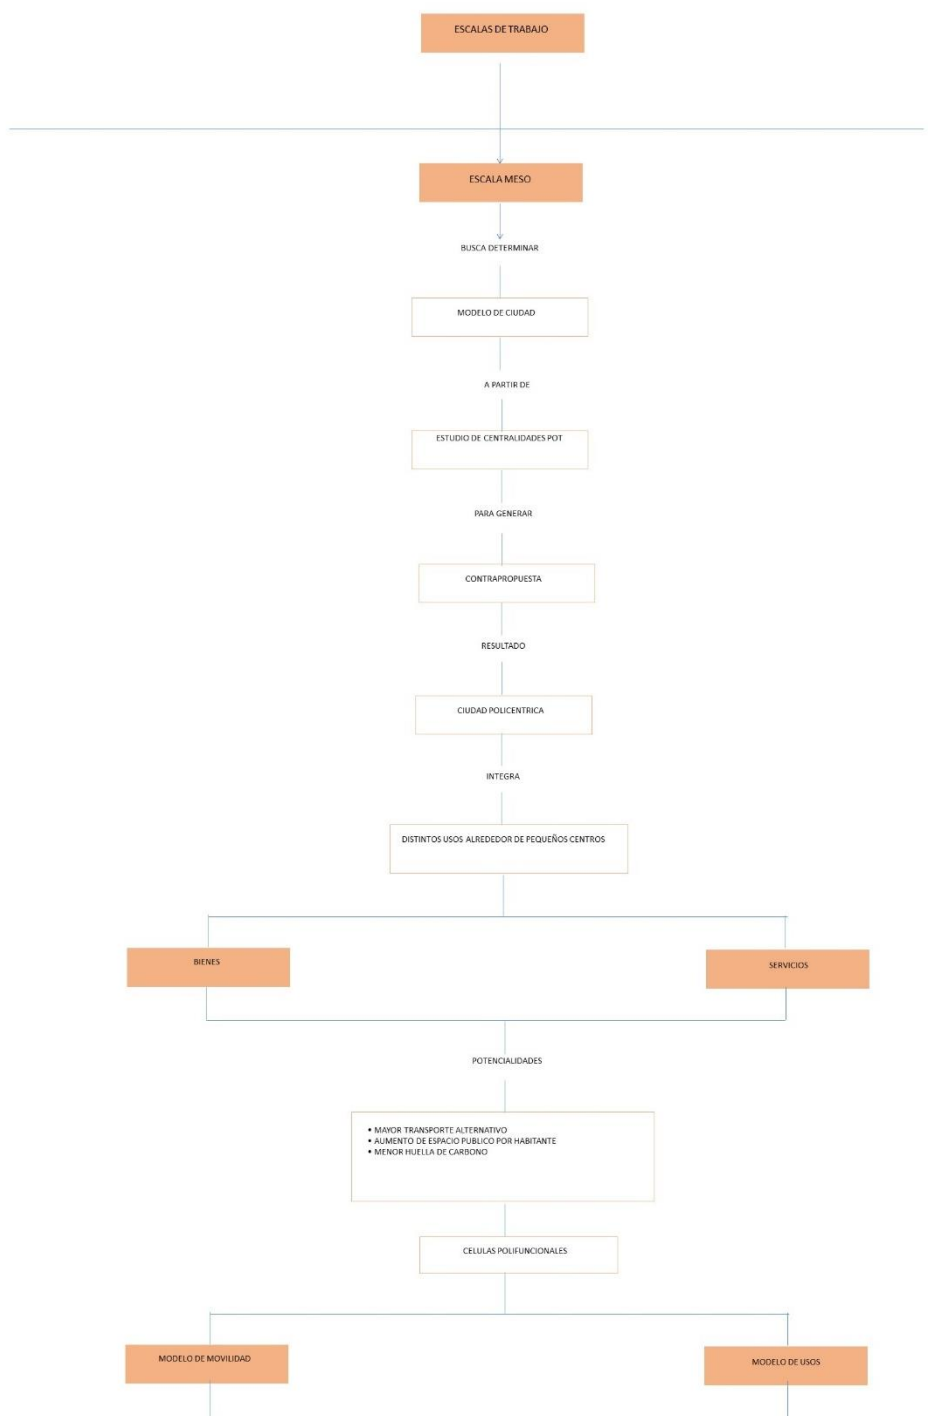 ESCALAS DE TRABAJO
ESCALA MESO
BUSCA DETERMINAR
MODELO DE CIUDAD
A PARTIR DE
ESTUDIO DE CENTRALIDADES POT
PARA GENERAR
CONTRAPROPUESTA
RESULTADO
CIUDAD POLICENTRICA
INTEGRA
DISTINTOS USOS ALREDEDOR DE PEQUEÑOS CENTROS
BIENES
SERVICIOS
POTENCIALIDADES
• MAYOR TRANSPORTE ALTERNATIVO
• AUMENTO DE ESPACIO PUBLICO POR HABITANTE
• MENOR HUELLA DE CARBONO
CELULAS POLIFUNCIONALES
MODELO DE MOVILIDAD
MODELO DE USOS